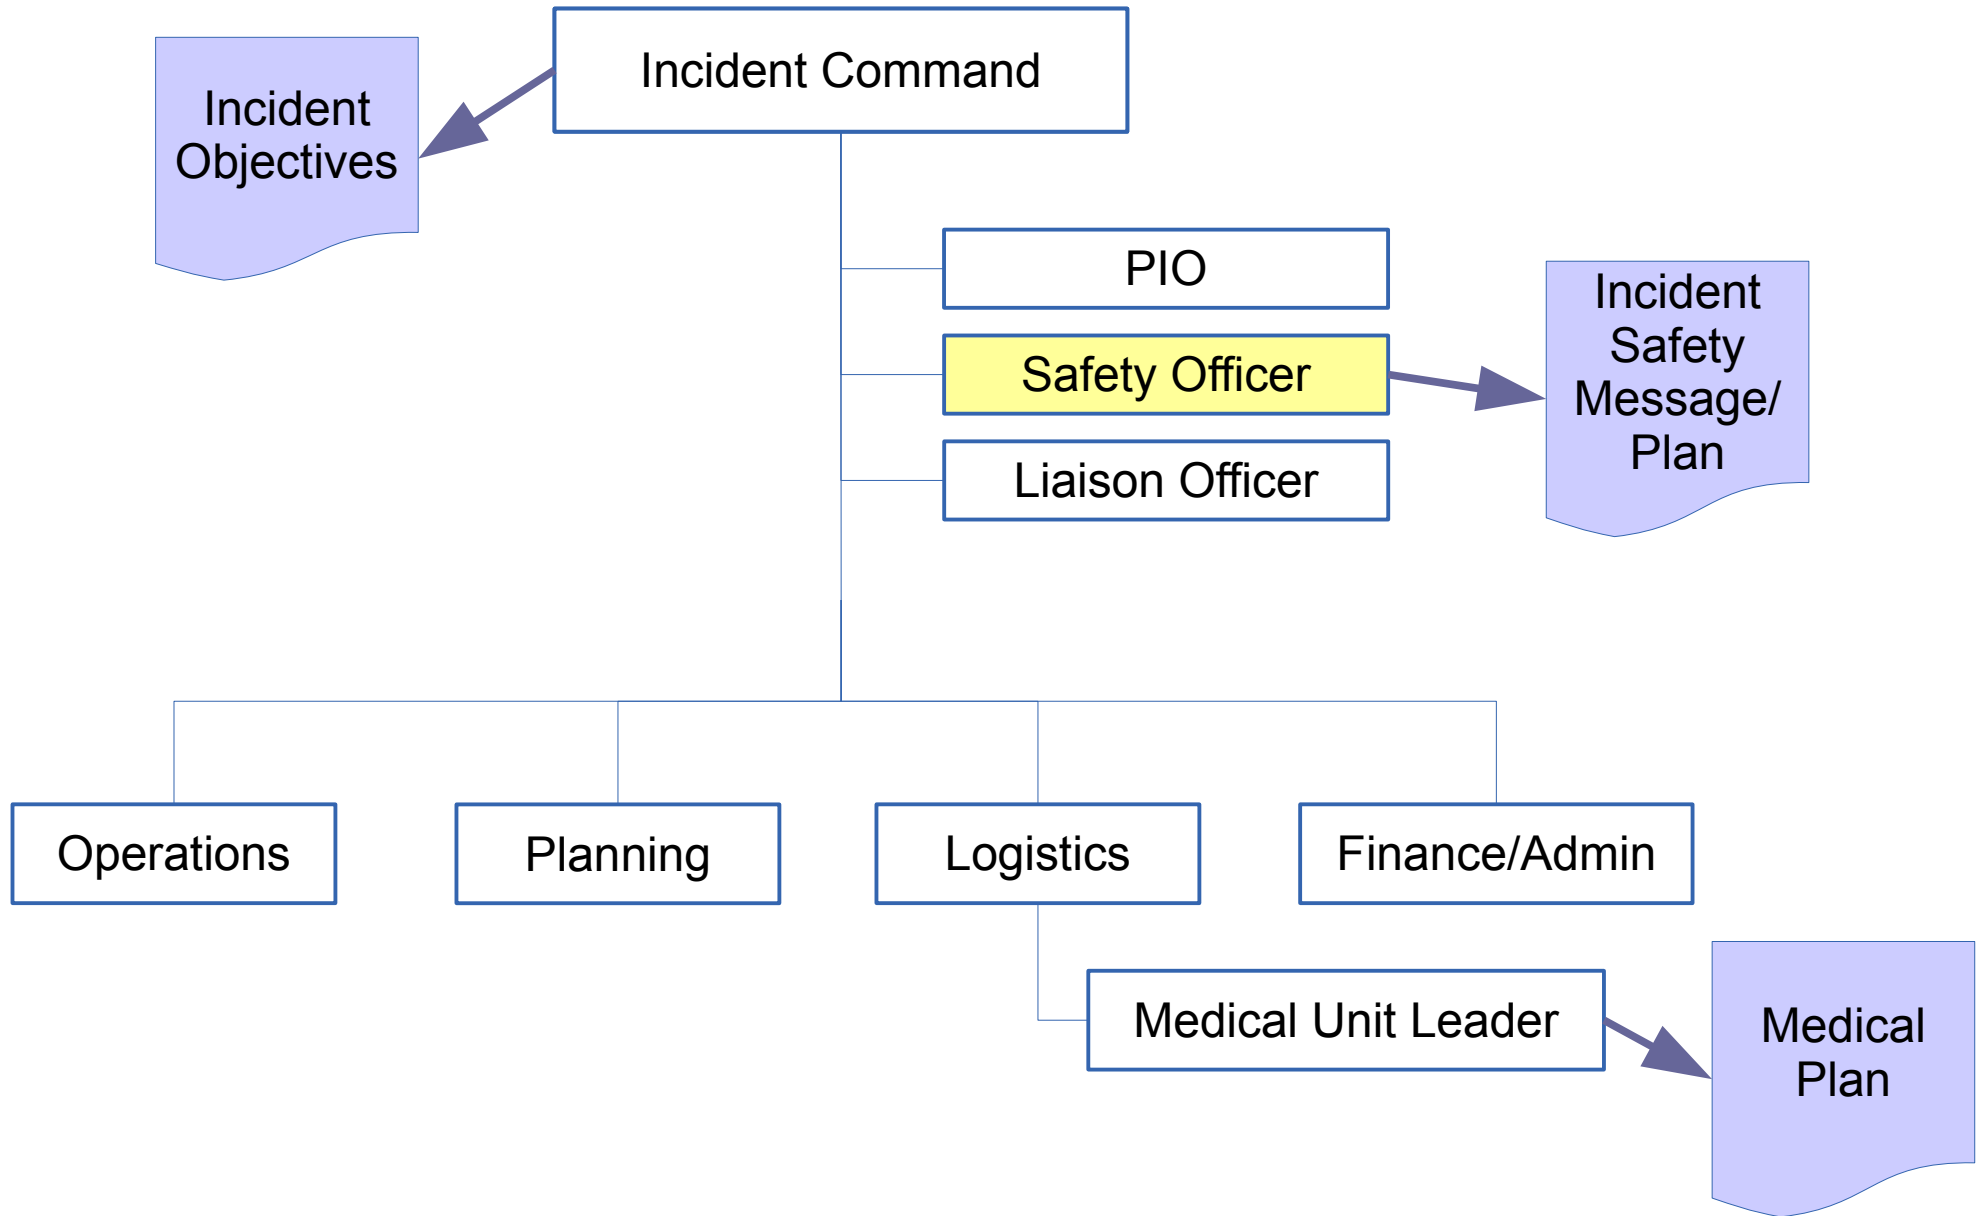 Incident Command
Incident
Objectives
PIO
Safety Officer
Liaison Officer
Incident
Safety
Message/
Plan
Operations
Planning
Logistics
Finance/Admin
Medical Unit Leader
Medical
Plan